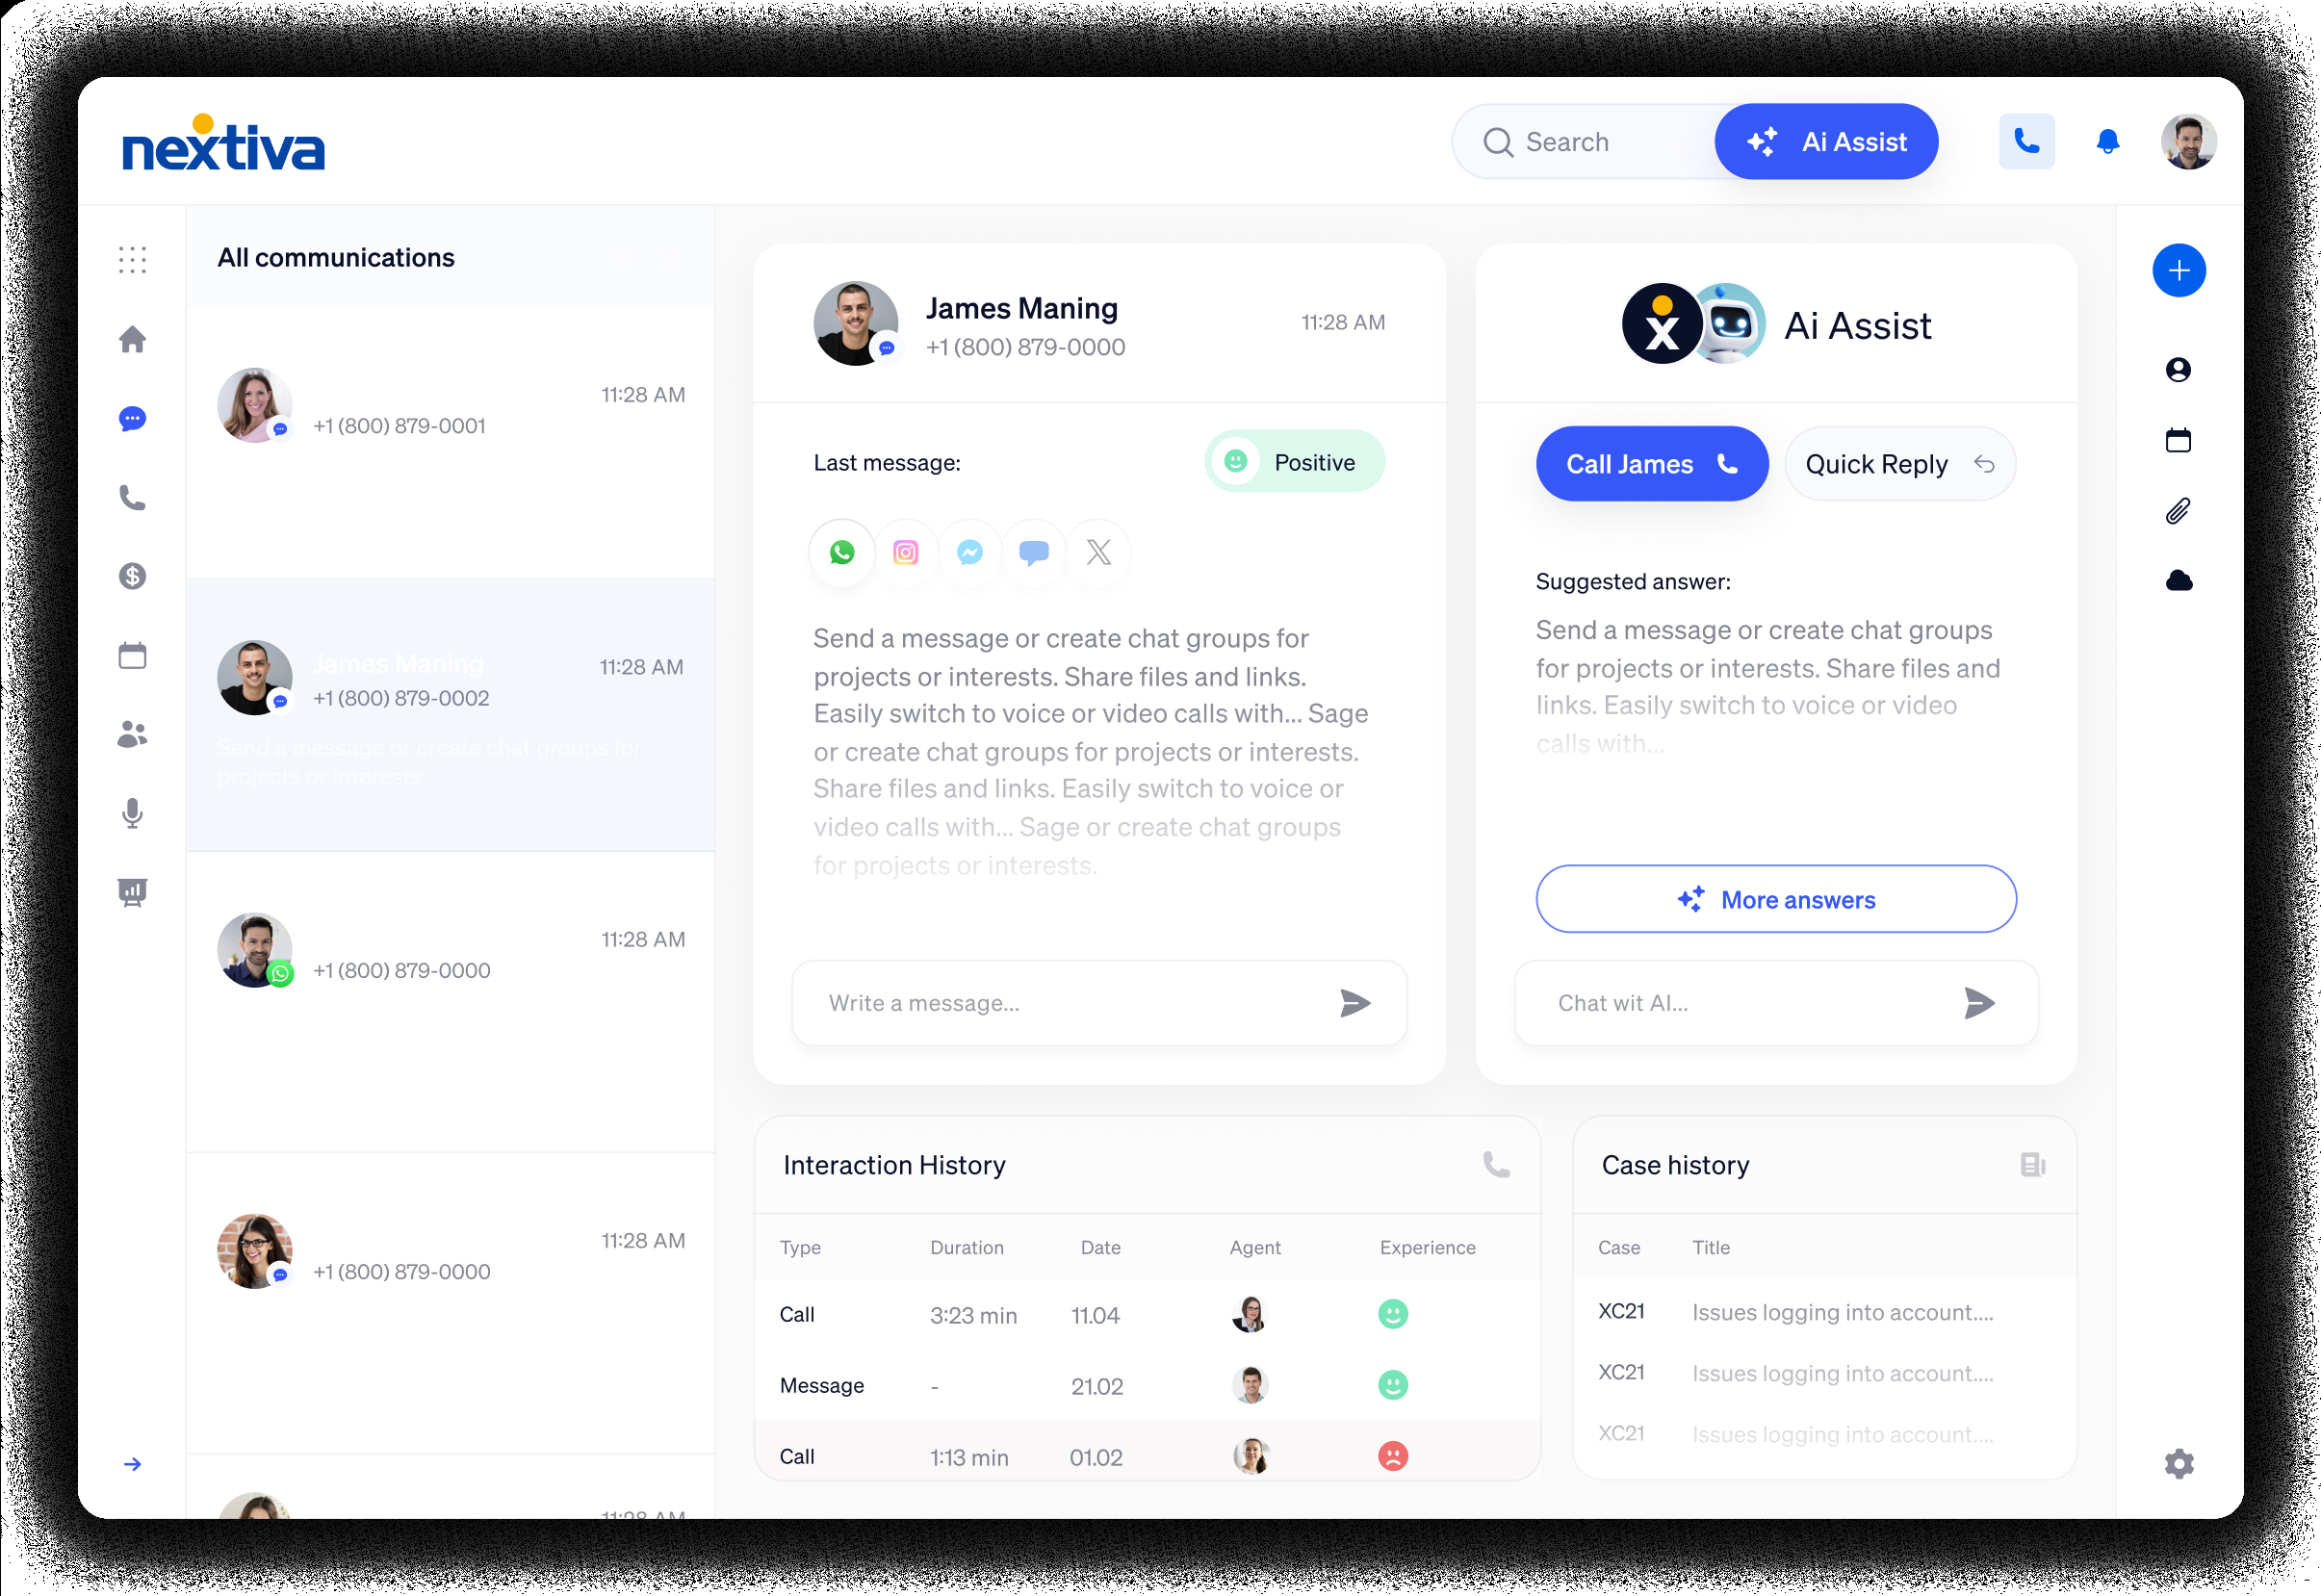 nextiva
Search
Ai Assist
All communications
11:28 AM
+1 (800) 879-0001
James Maning
11:28 AM
+1 (800) 879-0002
Send a message or create chat groups for
projects or interests.
11:28 AM
+1 (800) 879-0000
11:28 AM
+1 (800) 879-0000
11:28 AM
James Maning
+1 (800) 879-0000
11:28 AM
Last message:
Positive
Send a message or create chat groups for
projects or interests. Share files and links.
Easily switch to voice or video calls with... Sage
or create chat groups for projects or interests.
Share files and links. Easily switch to voice or
video calls with... Sage or create chat groups
for projects or interests.
Write a message...
Ai Assist
Call James
Quick Reply
Suggested answer:
Send a message or create chat groups
for projects or interests. Share files and
links. Easily switch to voice or video
calls with...
More answers
Chat wit AI...
Interaction History
Type Duration Date Agent Experience
Call 3:23 min 11.04
Message - 21.02
Call 1:13 min 01.02
Case history
Case Title
XC21 Issues logging into account....
XC21 Issues logging into account....
XC21 Issues logging into account....